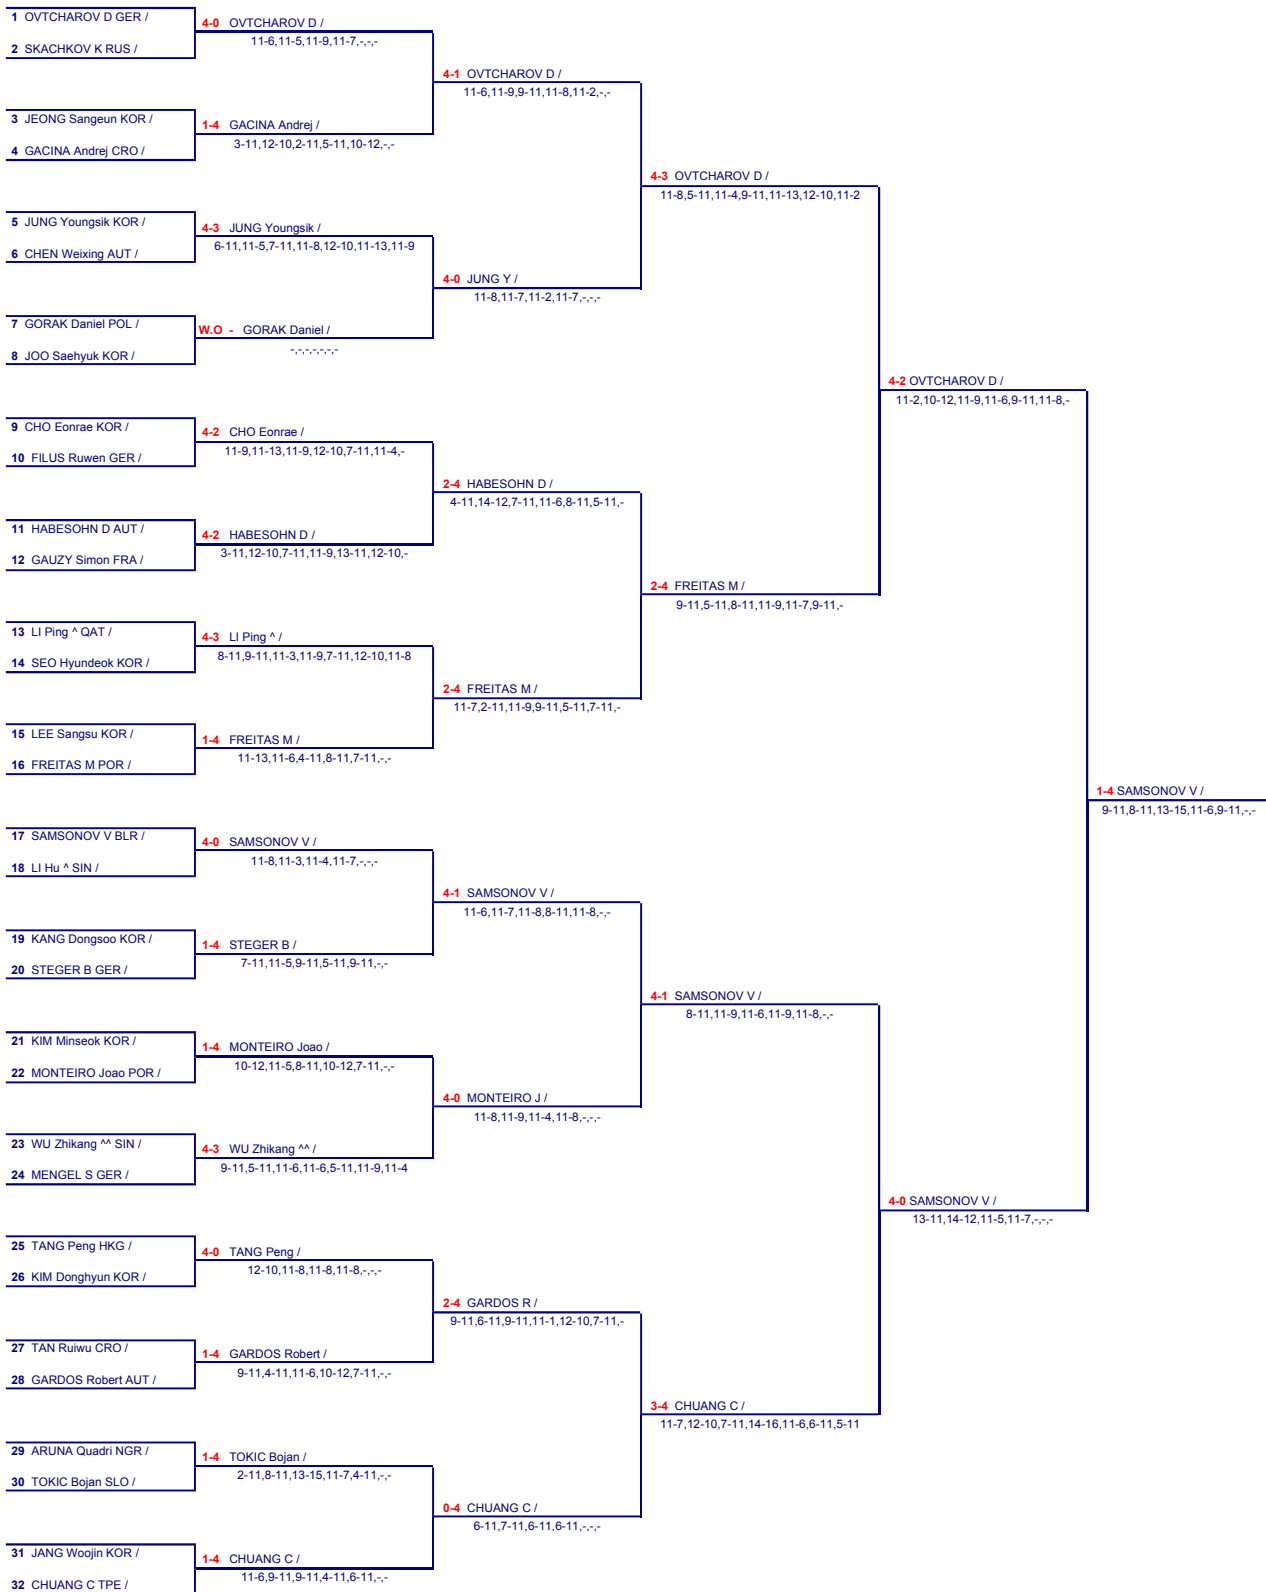 1 OVTCHAROV D GER /
4-0 OVTCHAROV D /
11-6,11-5,11-9,11-7,-,-,-
2 SKACHKOV K RUS /
4-1 OVTCHAROV D /
11-6,11-9,9-11,11-8,11-2,-,-
3 JEONG Sangeun KOR /
1-4 GACINA Andrej /
3-11,12-10,2-11,5-11,10-12,-,-
4 GACINA Andrej CRO /
4-3 OVTCHAROV D /
11-8,5-11,11-4,9-11,11-13,12-10,11-2
5 JUNG Youngsik KOR /
4-3 JUNG Youngsik /
6-11,11-5,7-11,11-8,12-10,11-13,11-9
6 CHEN Weixing AUT /
4-0 JUNG Y /
11-8,11-7,11-2,11-7,-,-,-
7 GORAK Daniel POL /
W.O - GORAK Daniel /
-,-,-,-,-,-,-
8 JOO Saehyuk KOR /
4-2 OVTCHAROV D /
11-2,10-12,11-9,11-6,9-11,11-8,-
9 CHO Eonrae KOR /
4-2 CHO Eonrae /
11-9,11-13,11-9,12-10,7-11,11-4,-
10 FILUS Ruwen GER /
2-4 HABESOHN D /
4-11,14-12,7-11,11-6,8-11,5-11,-
11 HABESOHN D AUT /
4-2 HABESOHN D /
3-11,12-10,7-11,11-9,13-11,12-10,-
12 GAUZY Simon FRA /
2-4 FREITAS M /
9-11,5-11,8-11,11-9,11-7,9-11,-
13 LI Ping ^ QAT /
4-3 LI Ping ^ /
8-11,9-11,11-3,11-9,7-11,12-10,11-8
14 SEO Hyundeok KOR /
2-4 FREITAS M /
11-7,2-11,11-9,9-11,5-11,7-11,-
15 LEE Sangsu KOR /
1-4 FREITAS M /
11-13,11-6,4-11,8-11,7-11,-,-
16 FREITAS M POR /
1-4 SAMSONOV V /
9-11,8-11,13-15,11-6,9-11,-,-
17 SAMSONOV V BLR /
4-0 SAMSONOV V /
11-8,11-3,11-4,11-7,-,-,-
18 LI Hu ^ SIN /
4-1 SAMSONOV V /
11-6,11-7,11-8,8-11,11-8,-,-
19 KANG Dongsoo KOR /
1-4 STEGER B /
7-11,11-5,9-11,5-11,9-11,-,-
20 STEGER B GER /
4-1 SAMSONOV V /
8-11,11-9,11-6,11-9,11-8,-,-
21 KIM Minseok KOR /
1-4 MONTEIRO Joao /
10-12,11-5,8-11,10-12,7-11,-,-
22 MONTEIRO Joao POR /
4-0 MONTEIRO J /
11-8,11-9,11-4,11-8,-,-,-
23 WU Zhikang ^^ SIN /
4-3 WU Zhikang ^^ /
9-11,5-11,11-6,11-6,5-11,11-9,11-4
24 MENGEL S GER /
4-0 SAMSONOV V /
13-11,14-12,11-5,11-7,-,-,-
25 TANG Peng HKG /
4-0 TANG Peng /
12-10,11-8,11-8,11-8,-,-,-
26 KIM Donghyun KOR /
2-4 GARDOS R /
9-11,6-11,9-11,11-1,12-10,7-11,-
27 TAN Ruiwu CRO /
1-4 GARDOS Robert /
9-11,4-11,11-6,10-12,7-11,-,-
28 GARDOS Robert AUT /
3-4 CHUANG C /
11-7,12-10,7-11,14-16,11-6,6-11,5-11
29 ARUNA Quadri NGR /
1-4 TOKIC Bojan /
2-11,8-11,13-15,11-7,4-11,-,-
30 TOKIC Bojan SLO /
0-4 CHUANG C /
6-11,7-11,6-11,6-11,-,-,-
31 JANG Woojin KOR /
1-4 CHUANG C /
11-6,9-11,9-11,4-11,6-11,-,-
32 CHUANG C TPE /